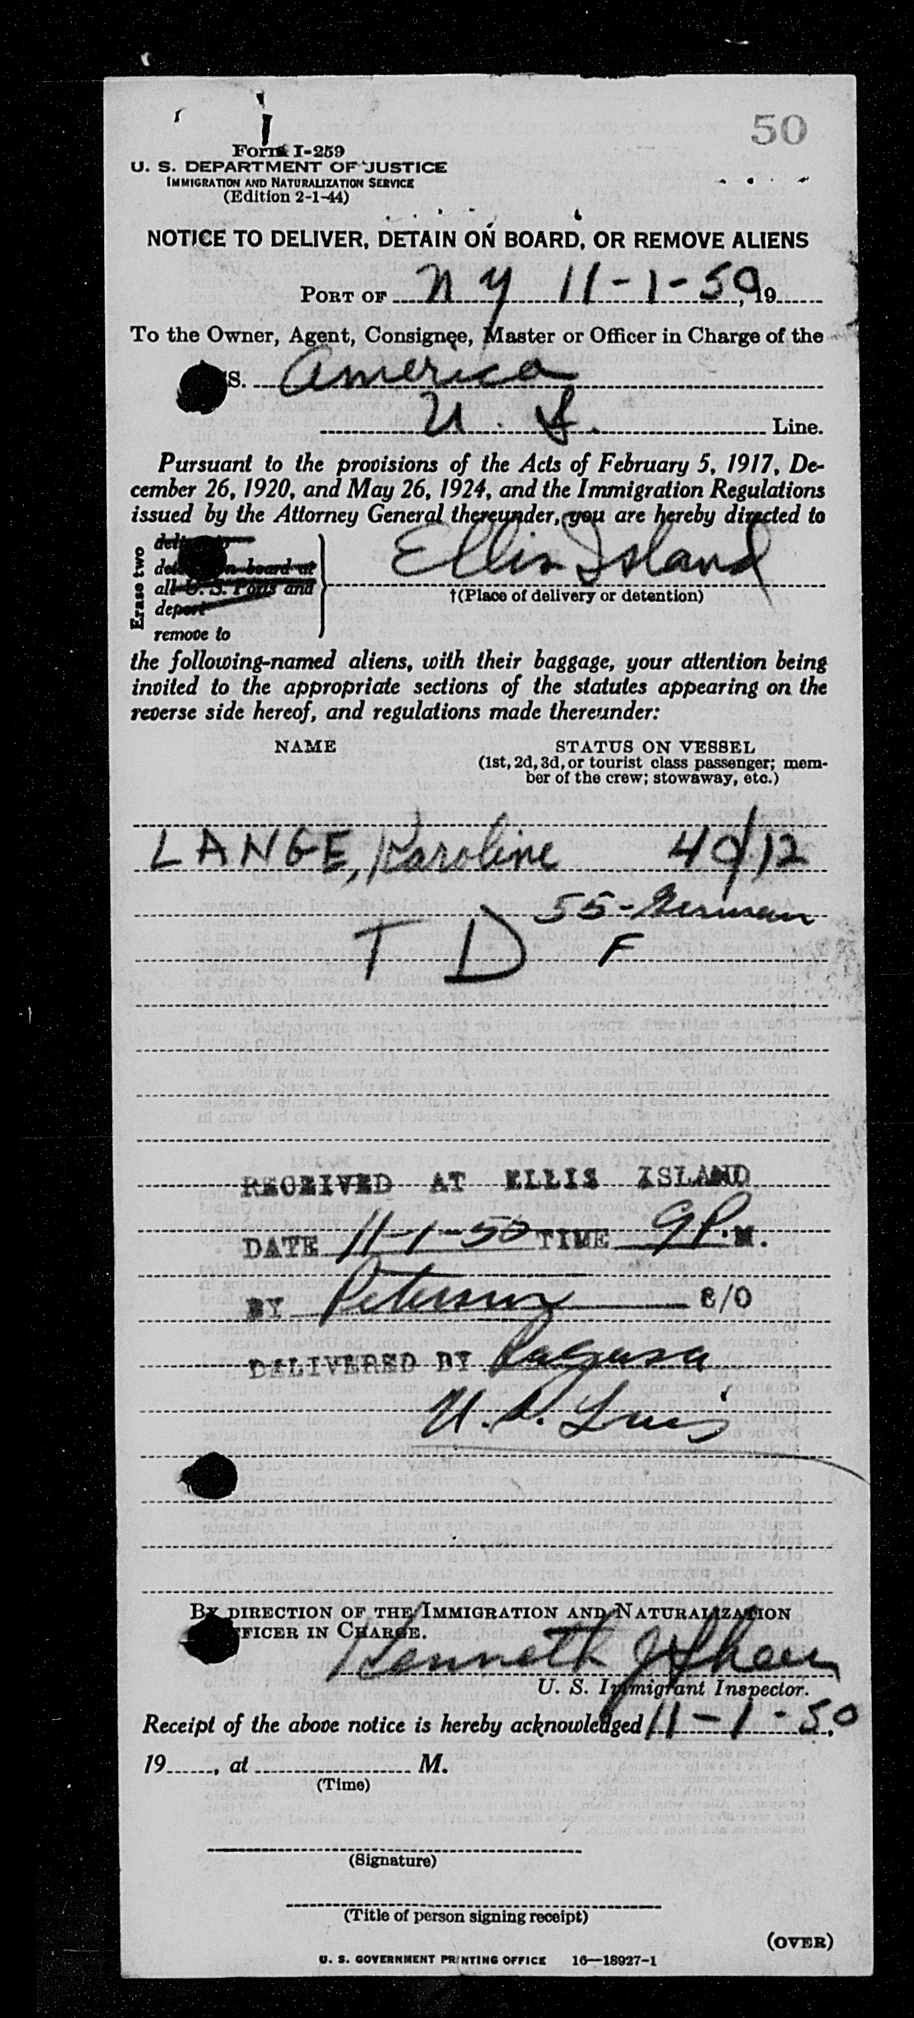 50
Form I-259
U. S. DEPARTMENT OF JUSTICE
IMMIGRATION AND NATURALIZATION SERVICE
(Edition 2-1-44)
NOTICE TO DELIVER, DETAIN ON BOARD, OR REMOVE ALIENS
PORT OF N Y 11-1-50, 19
To the Owner, Agent, Consignee, Master or Officer in Charge of the
S. America
U. S. Line.
Pursuant to the provisions of the Acts of February 5, 1917, De-
cember 26, 1920, and May 26, 1924, and the Immigration Regulations
issued by the Attorney General thereunder, you are hereby directed to
Erase two
on board at
all U. S. Ports and
deport
remove to
Ellis Island
†(Place of delivery or detention)
the following-named aliens, with their baggage, your attention being
invited to the appropriate sections of the statutes appearing on the
reverse side hereof, and regulations made thereunder:
NAME STATUS ON VESSEL
(1st, 2d, 3d, or tourist class passenger; mem-
ber of the crew; stowaway, etc.)
LANGE, Karoline 40/12
55-German
T D F
RECEIVED AT ELLIS ISLAND
DATE 11-1-50 TIME 9 P.M.
BY Peterson S/O
DELIVERED BY Ragusa
U. S. Lines
BY DIRECTION OF THE IMMIGRATION AND NATURALIZATION
OFFICER IN CHARGE.
Kenneth J
U. S. Immigrant Inspector.
Receipt of the above notice is hereby acknowledged 11-1-50,
19, at M.
(Time)
(Signature)
(Title of person signing receipt)
(OVER)
U. S. GOVERNMENT PRINTING OFFICE 16—18927-1